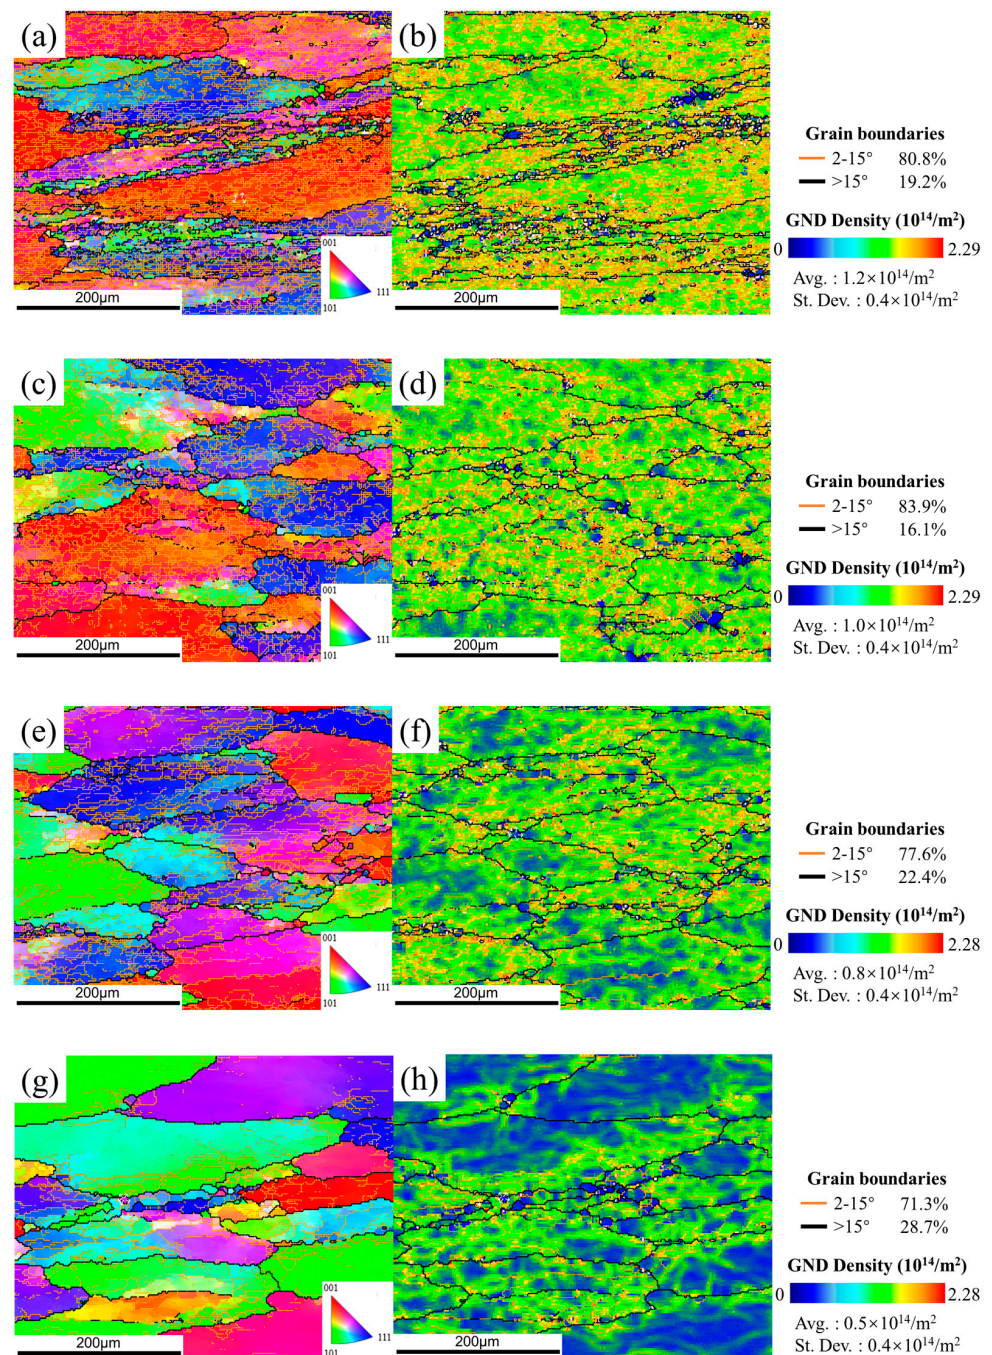 (a)
(b)
001
111
101
200μm
200μm
Grain boundaries
2-15° 80.8%
>15° 19.2%
GND Density (10¹⁴/m²)
0 2.29
Avg. : 1.2×10¹⁴/m²
St. Dev. : 0.4×10¹⁴/m²
(c)
(d)
001
111
101
200μm
200μm
Grain boundaries
2-15° 83.9%
>15° 16.1%
GND Density (10¹⁴/m²)
0 2.29
Avg. : 1.0×10¹⁴/m²
St. Dev. : 0.4×10¹⁴/m²
(e)
(f)
001
111
101
200μm
200μm
Grain boundaries
2-15° 77.6%
>15° 22.4%
GND Density (10¹⁴/m²)
0 2.28
Avg. : 0.8×10¹⁴/m²
St. Dev. : 0.4×10¹⁴/m²
(g)
(h)
001
111
101
200μm
200μm
Grain boundaries
2-15° 71.3%
>15° 28.7%
GND Density (10¹⁴/m²)
0 2.28
Avg. : 0.5×10¹⁴/m²
St. Dev. : 0.4×10¹⁴/m²